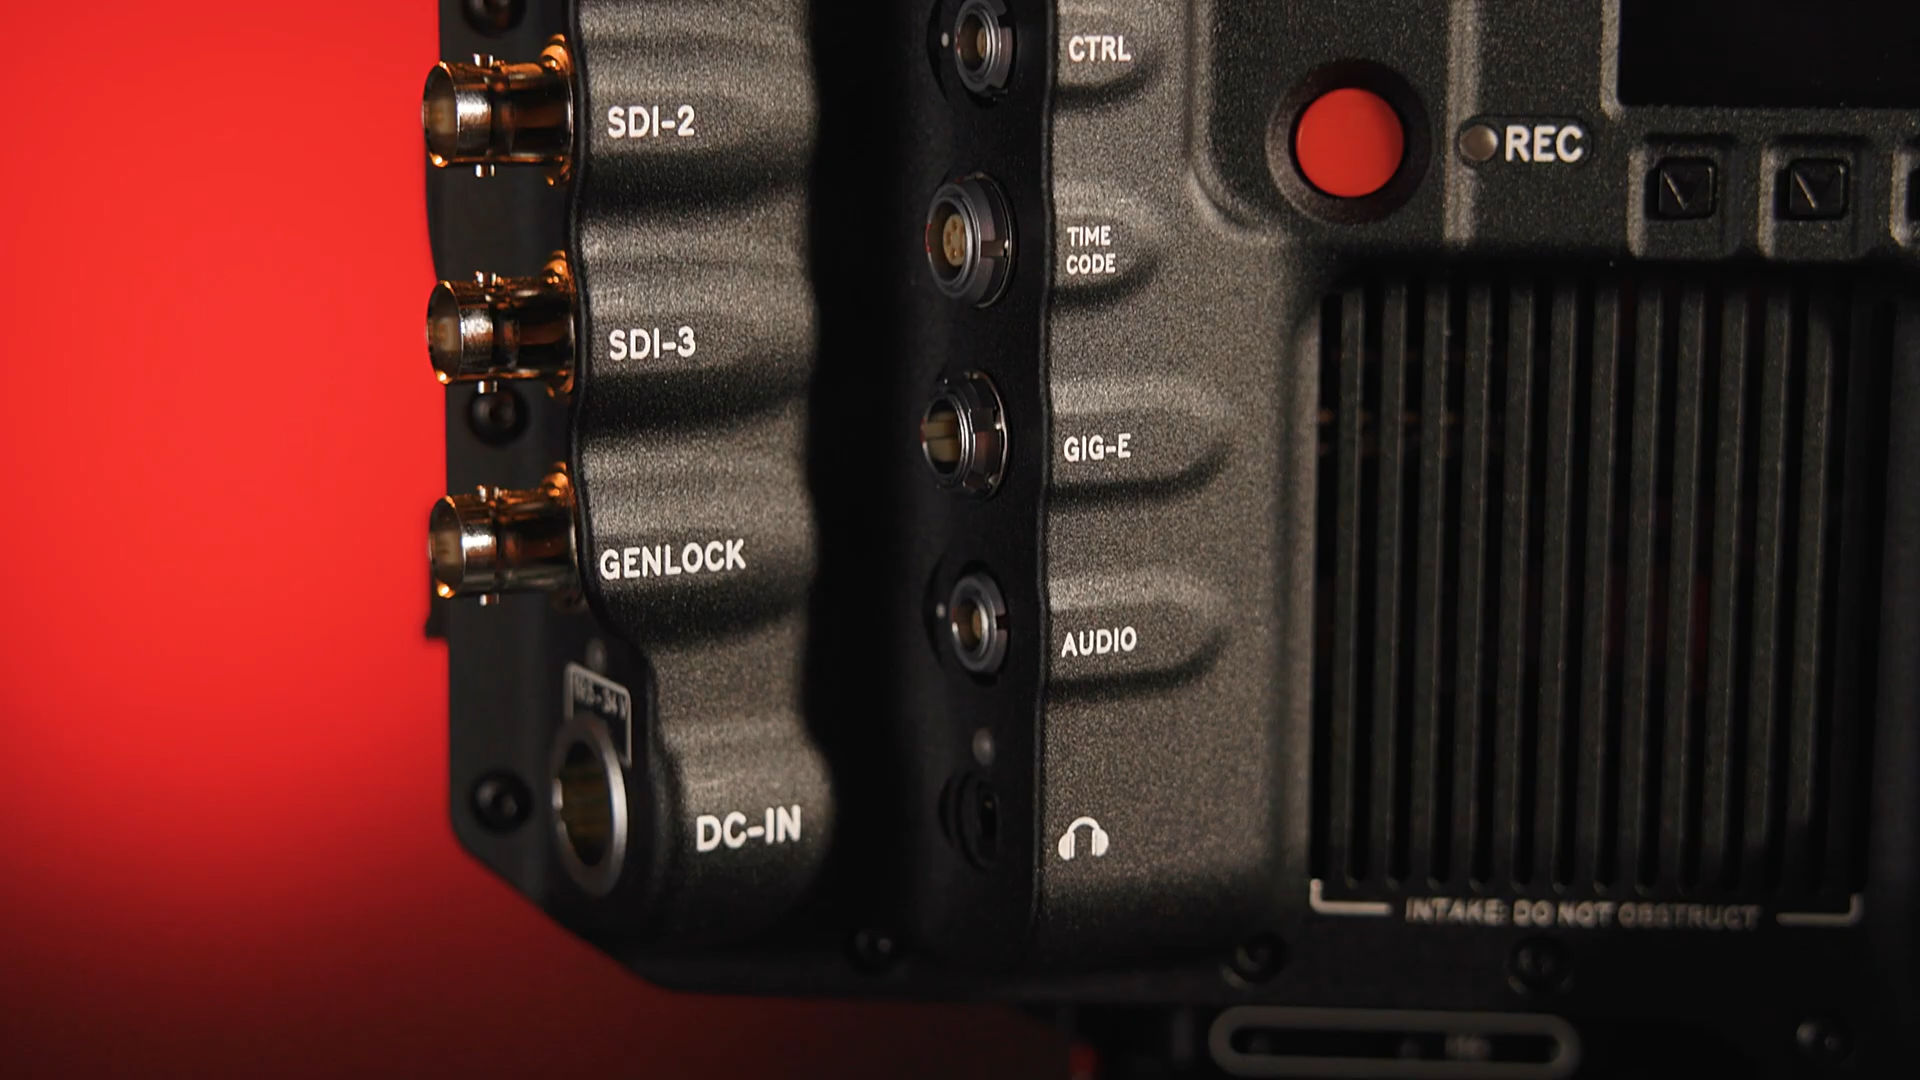 SDI-2
SDI-3
GENLOCK
DC-IN
CTRL
TIME
CODE
GIG-E
AUDIO
REC
INTAKE: DO NOT OBSTRUCT